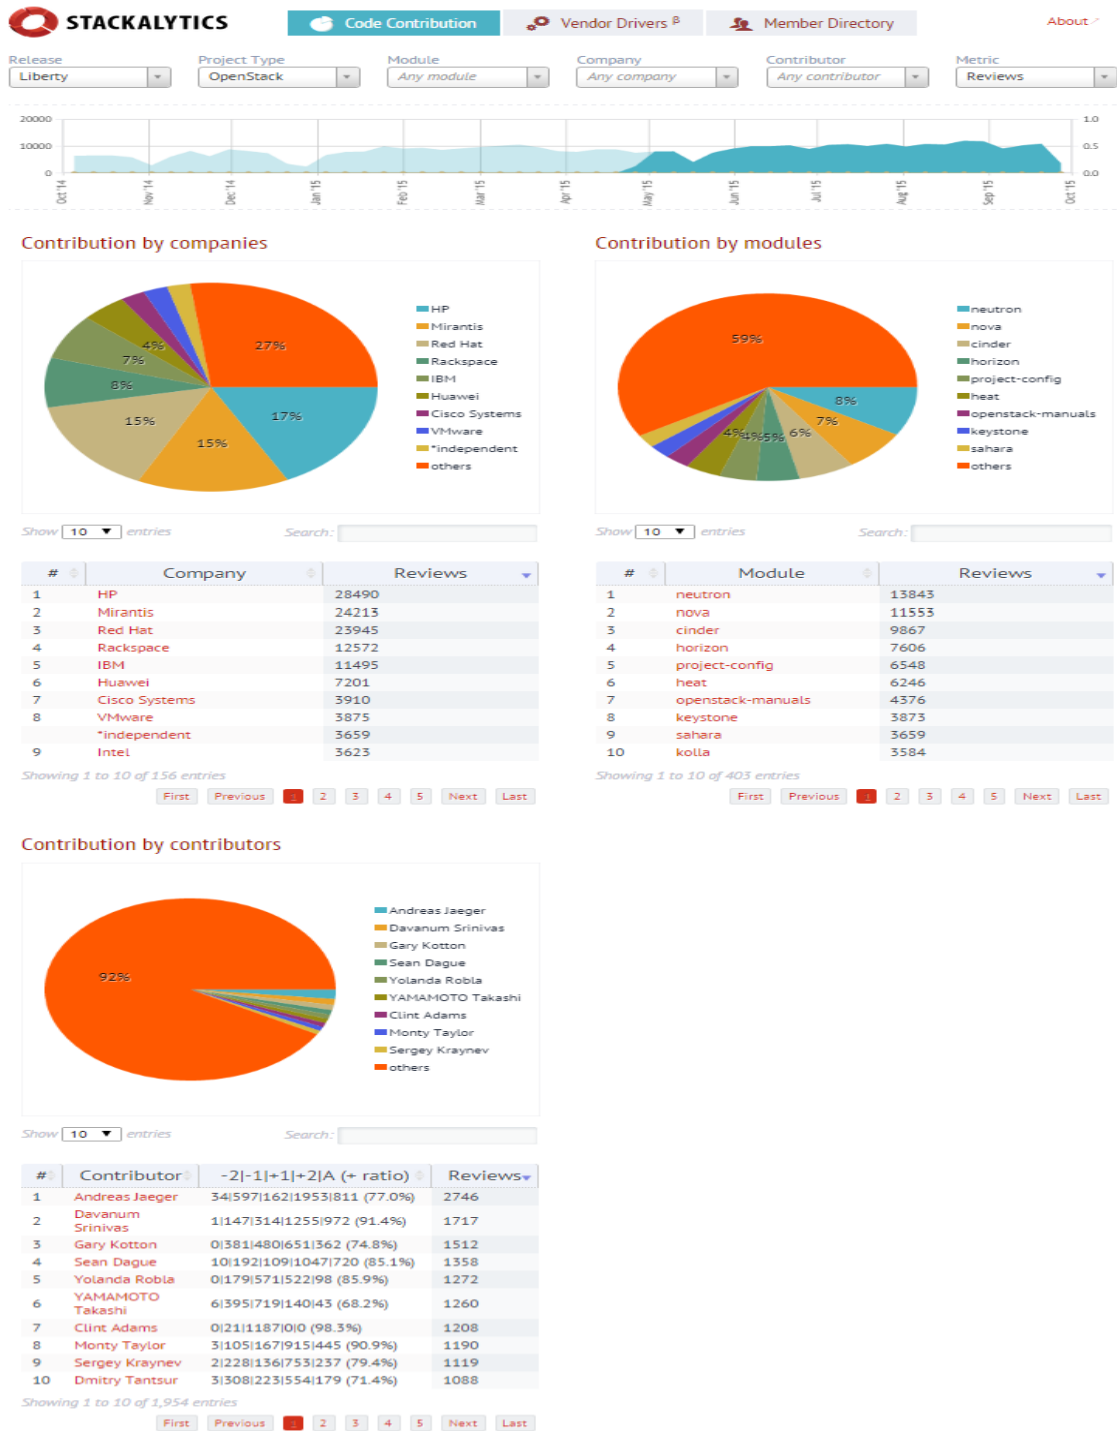 STACKALYTICS
Code Contribution
Vendor Drivers β
Member Directory
About
Release Project Type Module Company Contributor Metric
Liberty OpenStack Any module Any company Any contributor Reviews
20000 1.0
10000 0.5
0 0.0
Oct '14 Nov '14 Dec '14 Jan '15 Feb '15 Mar '15 Apr '15 May '15 Jun '15 Jul '15 Aug '15 Sep '15 Oct '15
Contribution by companies
27%
4%
7%
8%
15%
15%
17%
HP
Mirantis
Red Hat
Rackspace
IBM
Huawei
Cisco Systems
VMware
*independent
others
Show 10 entries Search:
# Company Reviews
1 HP 28490
2 Mirantis 24213
3 Red Hat 23945
4 Rackspace 12572
5 IBM 11495
6 Huawei 7201
7 Cisco Systems 3910
8 VMware 3875
*independent 3659
9 Intel 3623
Showing 1 to 10 of 156 entries
First Previous 1 2 3 4 5 Next Last
Contribution by modules
59%
8%
7%
6%
5%
4%
4%
neutron
nova
cinder
horizon
project-config
heat
openstack-manuals
keystone
sahara
others
Show 10 entries Search:
# Module Reviews
1 neutron 13843
2 nova 11553
3 cinder 9867
4 horizon 7606
5 project-config 6548
6 heat 6246
7 openstack-manuals 4376
8 keystone 3873
9 sahara 3659
10 kolla 3584
Showing 1 to 10 of 403 entries
First Previous 1 2 3 4 5 Next Last
Contribution by contributors
92%
Andreas Jaeger
Davanum Srinivas
Gary Kotton
Sean Dague
Yolanda Robla
YAMAMOTO Takashi
Clint Adams
Monty Taylor
Sergey Kraynev
others
Show 10 entries Search:
# Contributor -2|-1|+1|+2|A (+ ratio) Reviews
1 Andreas Jaeger 34|597|162|1953|811 (77.0%) 2746
2 Davanum Srinivas 1|147|314|1255|972 (91.4%) 1717
3 Gary Kotton 0|381|480|651|362 (74.8%) 1512
4 Sean Dague 10|192|109|1047|720 (85.1%) 1358
5 Yolanda Robla 0|179|571|522|98 (85.9%) 1272
6 YAMAMOTO Takashi 6|395|719|140|43 (68.2%) 1260
7 Clint Adams 0|21|1187|0|0 (98.3%) 1208
8 Monty Taylor 3|105|167|915|445 (90.9%) 1190
9 Sergey Kraynev 2|228|136|753|237 (79.4%) 1119
10 Dmitry Tantsur 3|308|223|554|179 (71.4%) 1088
Showing 1 to 10 of 1,954 entries
First Previous 1 2 3 4 5 Next Last